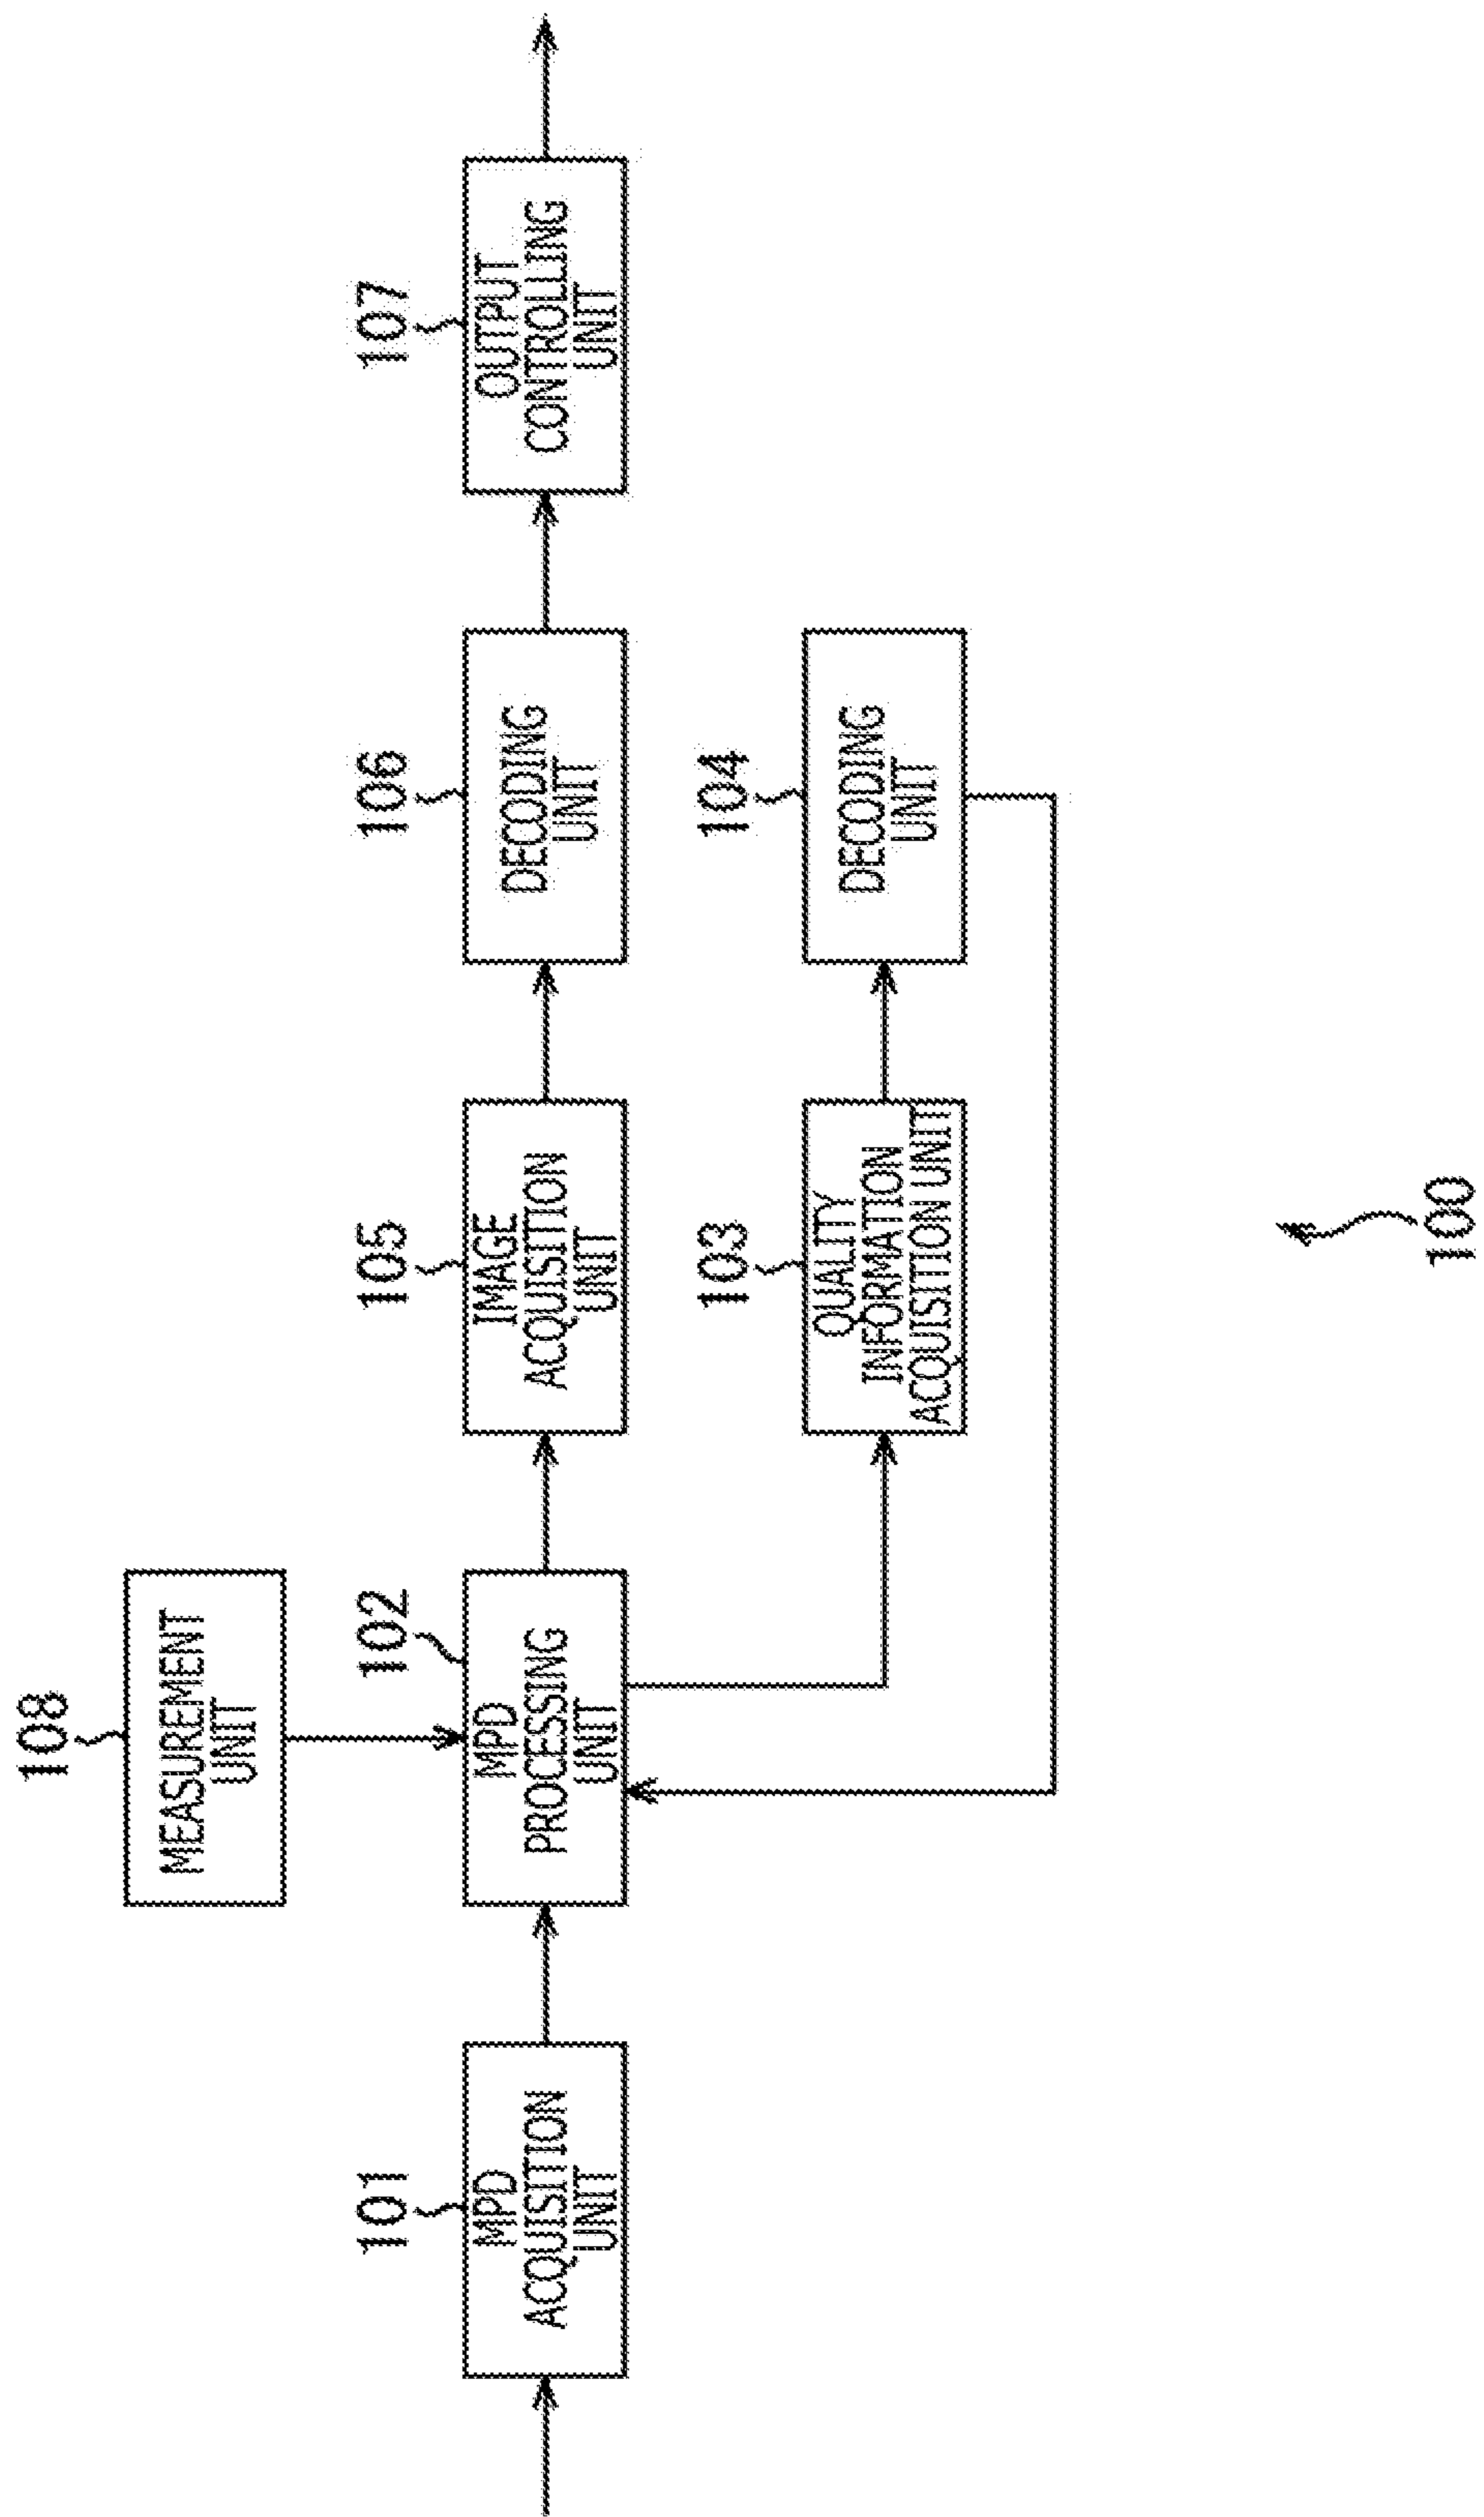 108
MEASUREMENT
UNIT
101
MPD
ACQUISITION
UNIT
102
MPD
PROCESSING
UNIT
105
IMAGE
ACQUISITION
UNIT
106
DECODING
UNIT
107
OUTPUT
CONTROLLING
UNIT
103
QUALITY
INFORMATION
ACQUISITION UNIT
104
DECODING
UNIT
100